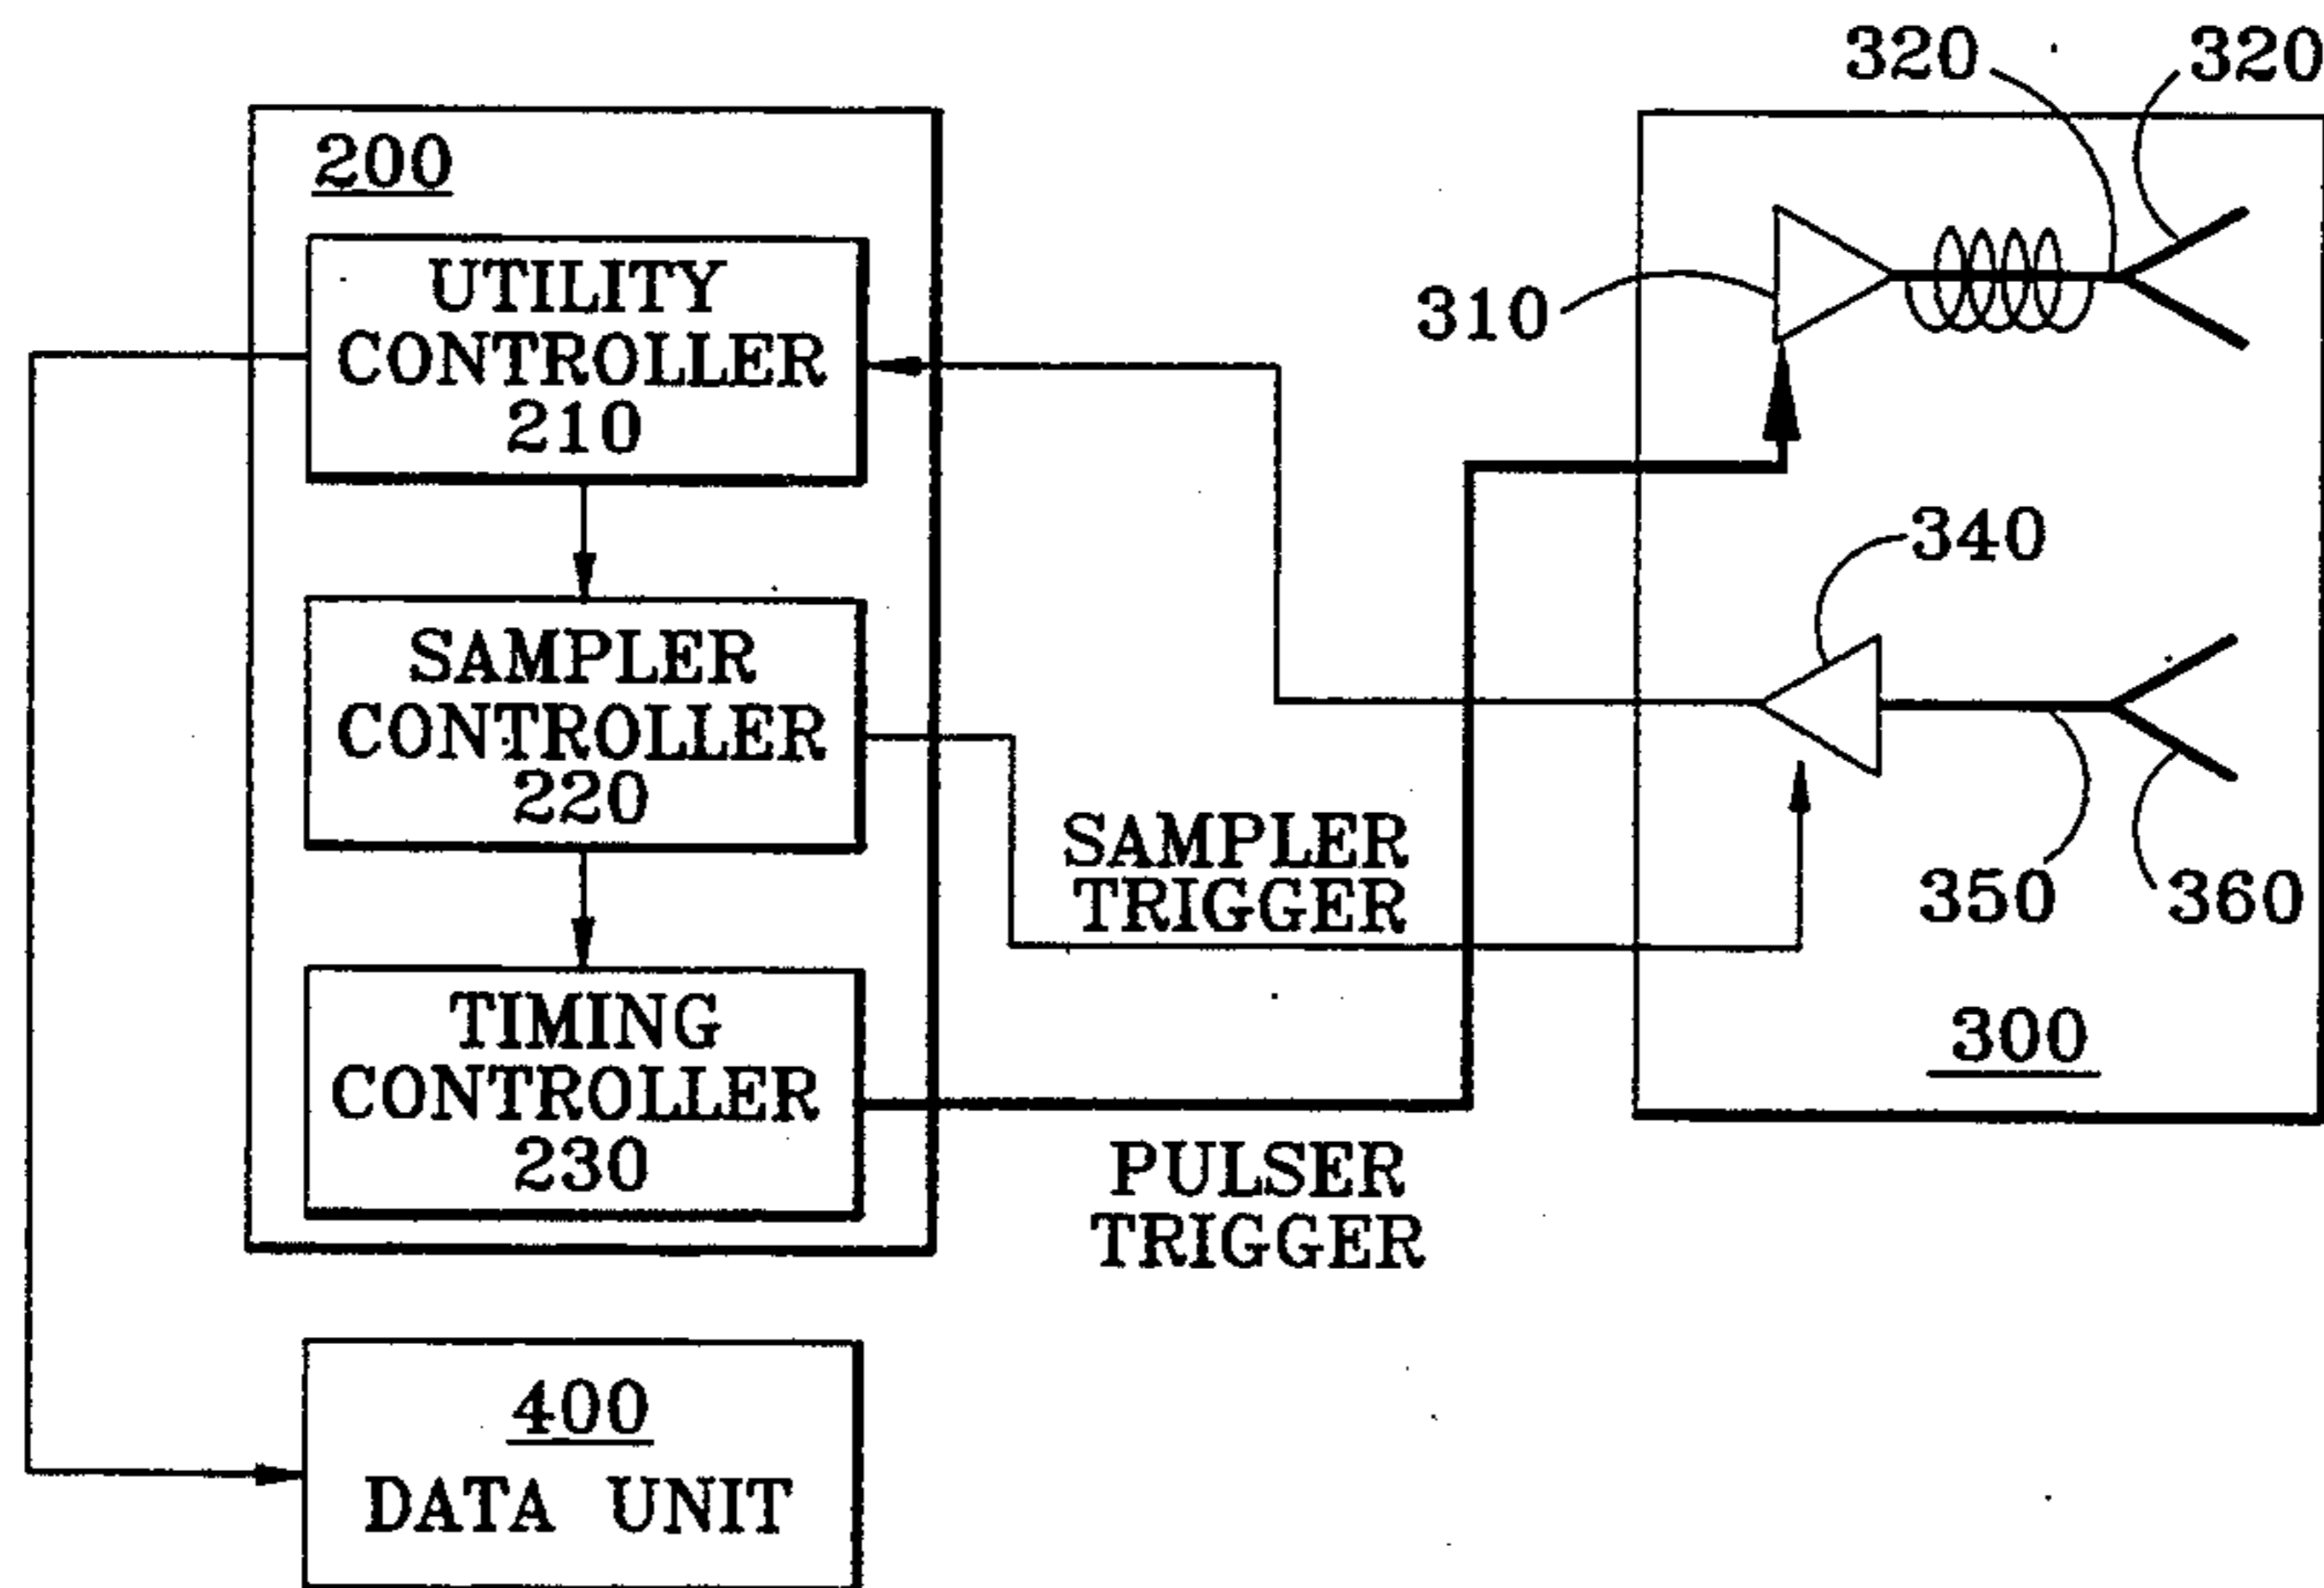 200
UTILITY
CONTROLLER
210
SAMPLER
CONTROLLER
220
TIMING
CONTROLLER
230
400
DATA UNIT
SAMPLER
TRIGGER
PULSER
TRIGGER
320
320
310
340
350
360
300